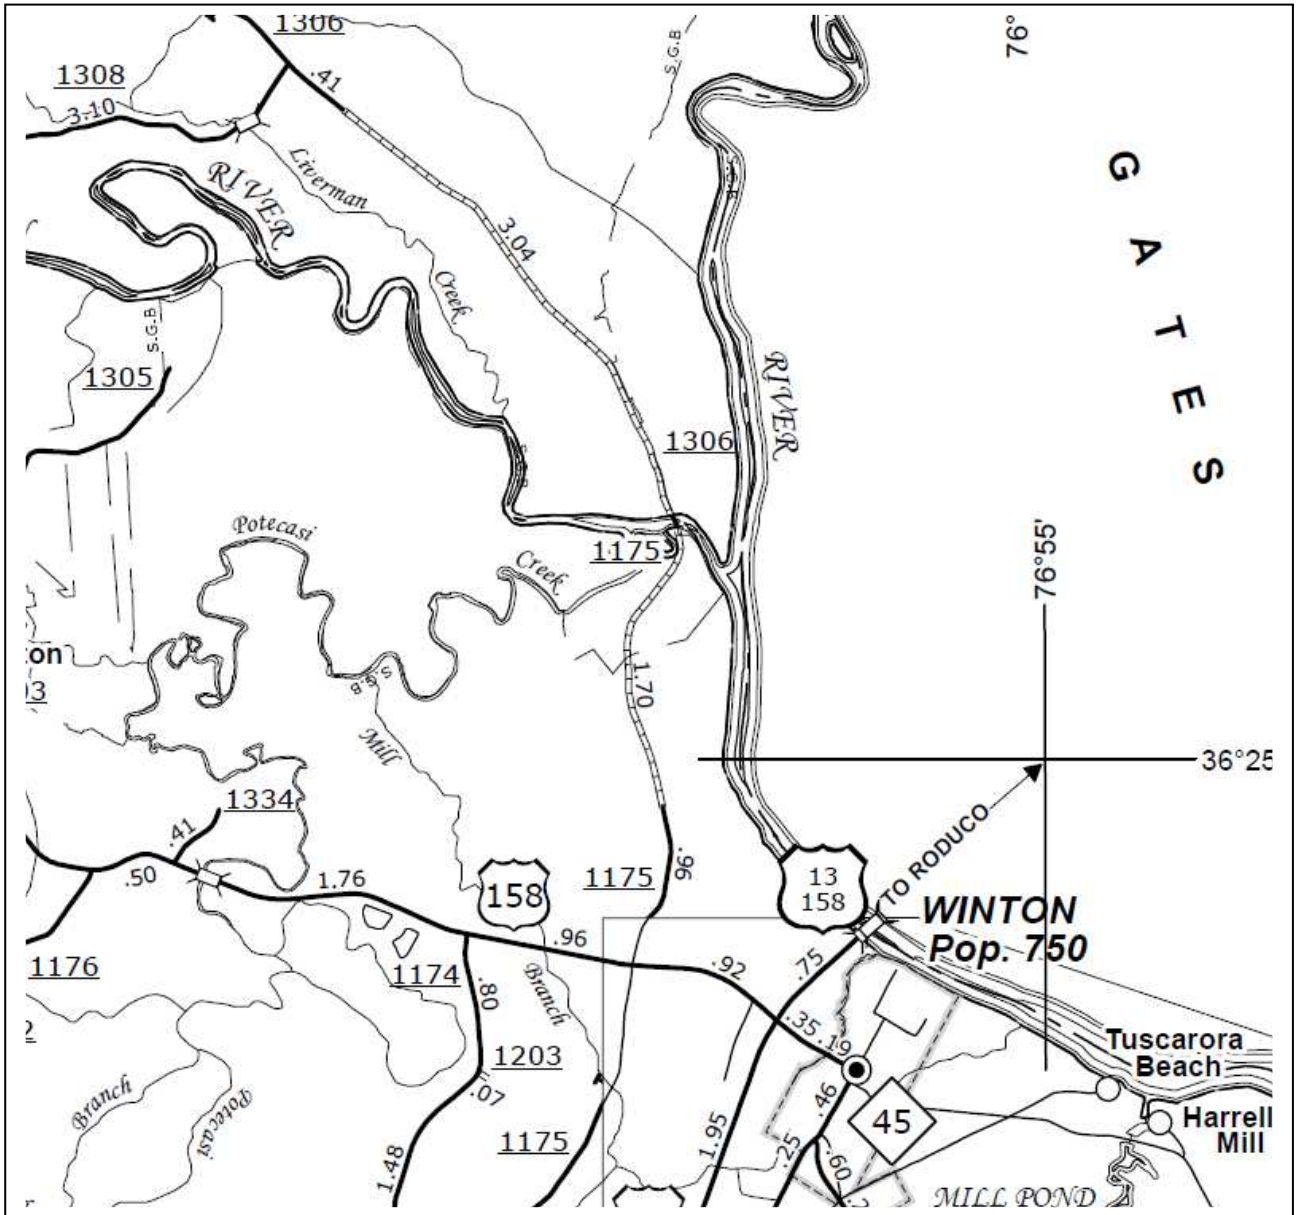 1306
76°
1308
.41
S.G.B
3.10
Liverman
RIVER
G A T E S
3.04
Creek
S.G.B
1305
RIVER
1306
Potecasi
1175
Creek
76°55'
on
S.G.B
1.70
03
Mill
36°25
1334
.41
.50
1.76
158
1175
.96
13
158
TO RODUCO
WINTON
Pop. 750
.96
.92
.75
1176
1174
.80
Branch
.35
.19
Tuscarora
Beach
1203
.07
Branch
Potecasi
.46
45
Harrell
Mill
1175
1.95
.25
.60
1.48
MILL POND